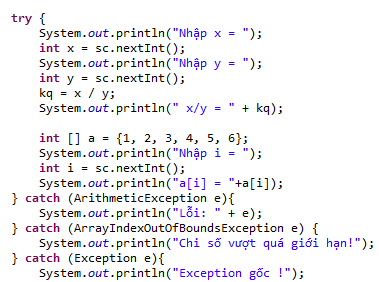 try {
    System.out.println("Nhập x = ");
    int x = sc.nextInt();
    System.out.println("Nhập y = ");
    int y = sc.nextInt();
    kq = x / y;
    System.out.println(" x/y = " + kq);

    int [] a = {1, 2, 3, 4, 5, 6};
    System.out.println("Nhập i = ");
    int i = sc.nextInt();
    System.out.println("a[i] = "+a[i]);
} catch (ArithmeticException e){
    System.out.println("Lỗi: " + e);
} catch (ArrayIndexOutOfBoundsException e) {
    System.out.println("Chỉ số vượt quá giới hạn!");
} catch (Exception e){
    System.out.println("Exception gốc !");